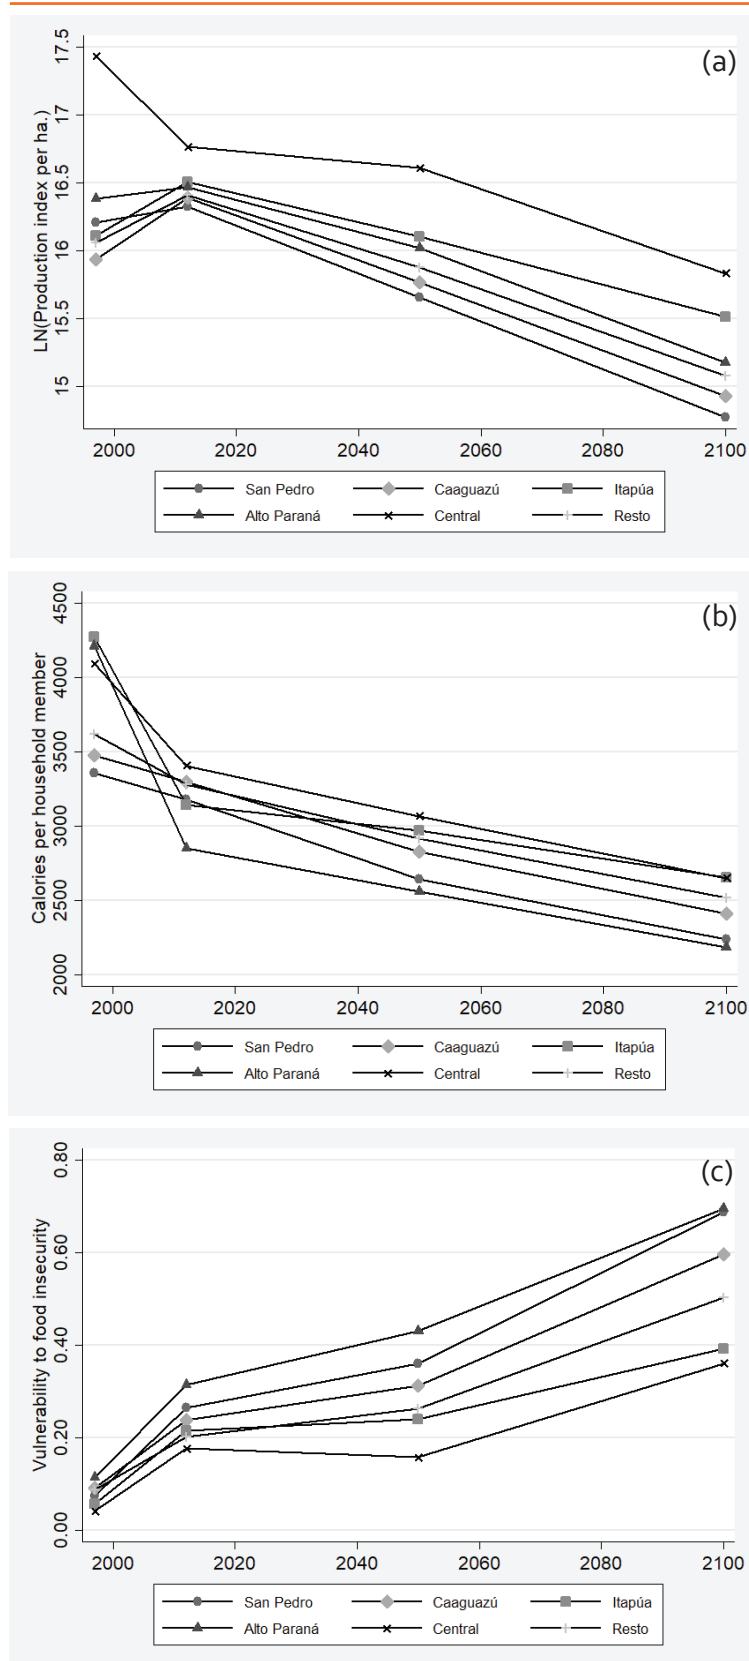 (a)
LN(Production index per ha.)
17.5
17
16.5
16
15.5
15
2000 2020 2040 2060 2080 2100
San Pedro Caaguazú Itapúa
Alto Paraná Central Resto
(b)
Calories per household member
4500
4000
3500
3000
2500
2000
2000 2020 2040 2060 2080 2100
San Pedro Caaguazú Itapúa
Alto Paraná Central Resto
(c)
Vulnerability to food insecurity
0.80
0.60
0.40
0.20
0.00
2000 2020 2040 2060 2080 2100
San Pedro Caaguazú Itapúa
Alto Paraná Central Resto